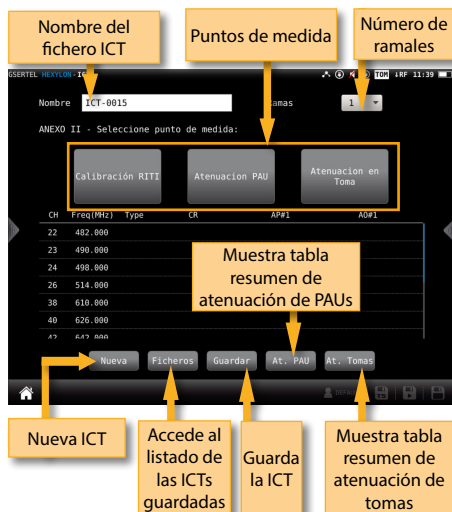 Nombre del
fichero ICT
Puntos de medida
Número de
ramales
GSERTEL HEXYLON-
TOM 11:39
Nombre ICT-0015 amas 1
ANEXO II - Seleccione punto de medida:
Calibración RITI
Atenuacion PAU
Atenuacion en
Toma
CH Freq(MHz) Type CR AP#1 AO#1
22 482.000
23 490.000
24 498.000
26 514.000
38 610.000
40 626.000
42 642.000
Muestra tabla
resumen de
atenuación de PAUs
Nueva Ficheros Guardar At. PAU At. Tomas
Nueva ICT
Accede al
listado de
las ICTs
guardadas
Guarda
la ICT
Muestra tabla
resumen de
atenuación de
tomas